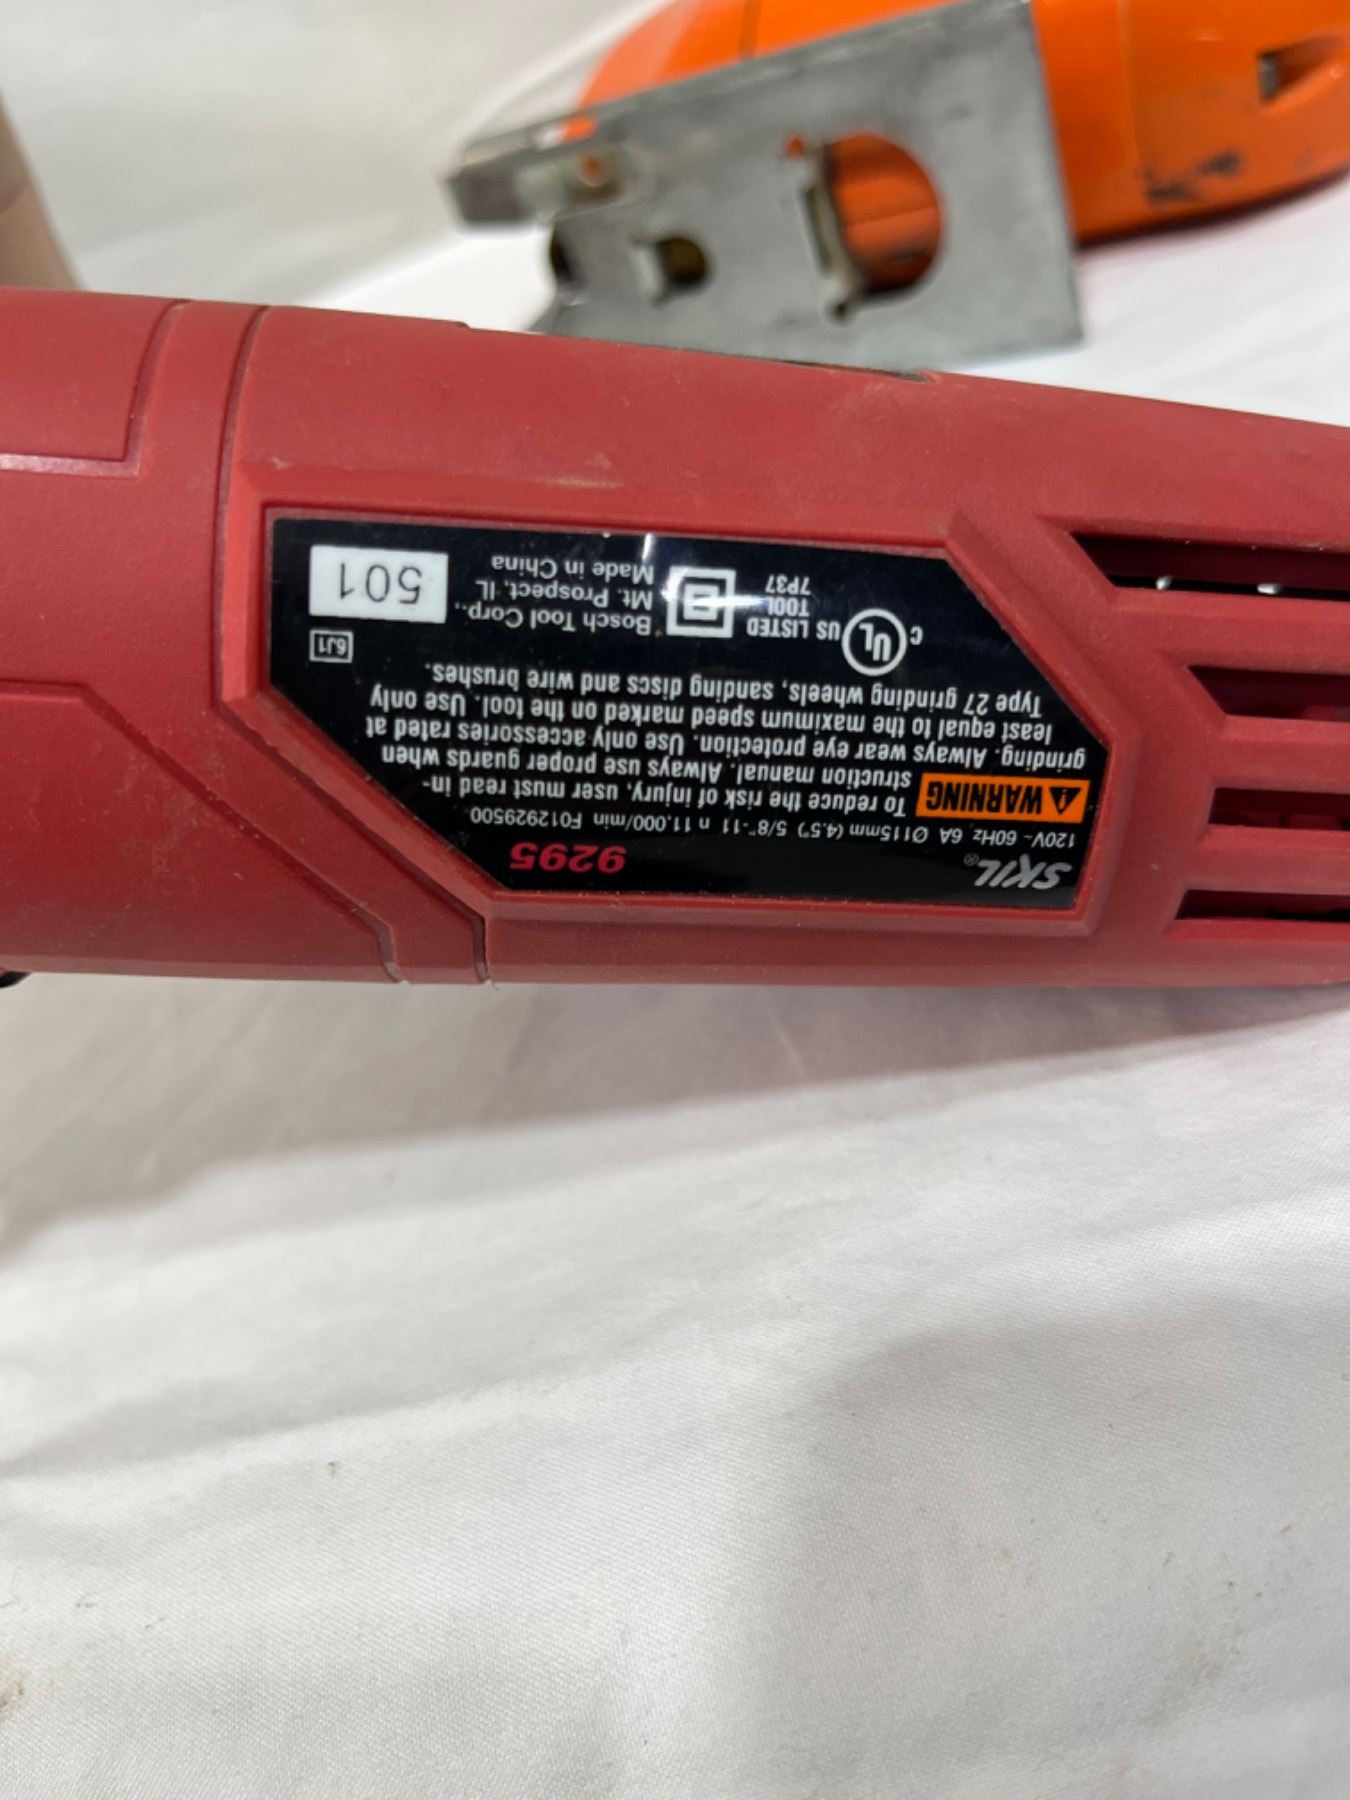 SKIL® 9295
120V~ 60Hz 6A Ø115mm (4.5") 5/8"-11 n 11,000/min F012929500
⚠ WARNING To reduce the risk of injury, user must read in-
struction manual. Always use proper guards when
grinding. Always wear eye protection. Use only accessories rated at
least equal to the maximum speed marked on the tool. Use only
Type 27 grinding wheels, sanding discs and wire brushes.
6J1
C UL US LISTED
TOOL
7P37
Bosch Tool Corp.,
Mt. Prospect, IL
Made in China
501